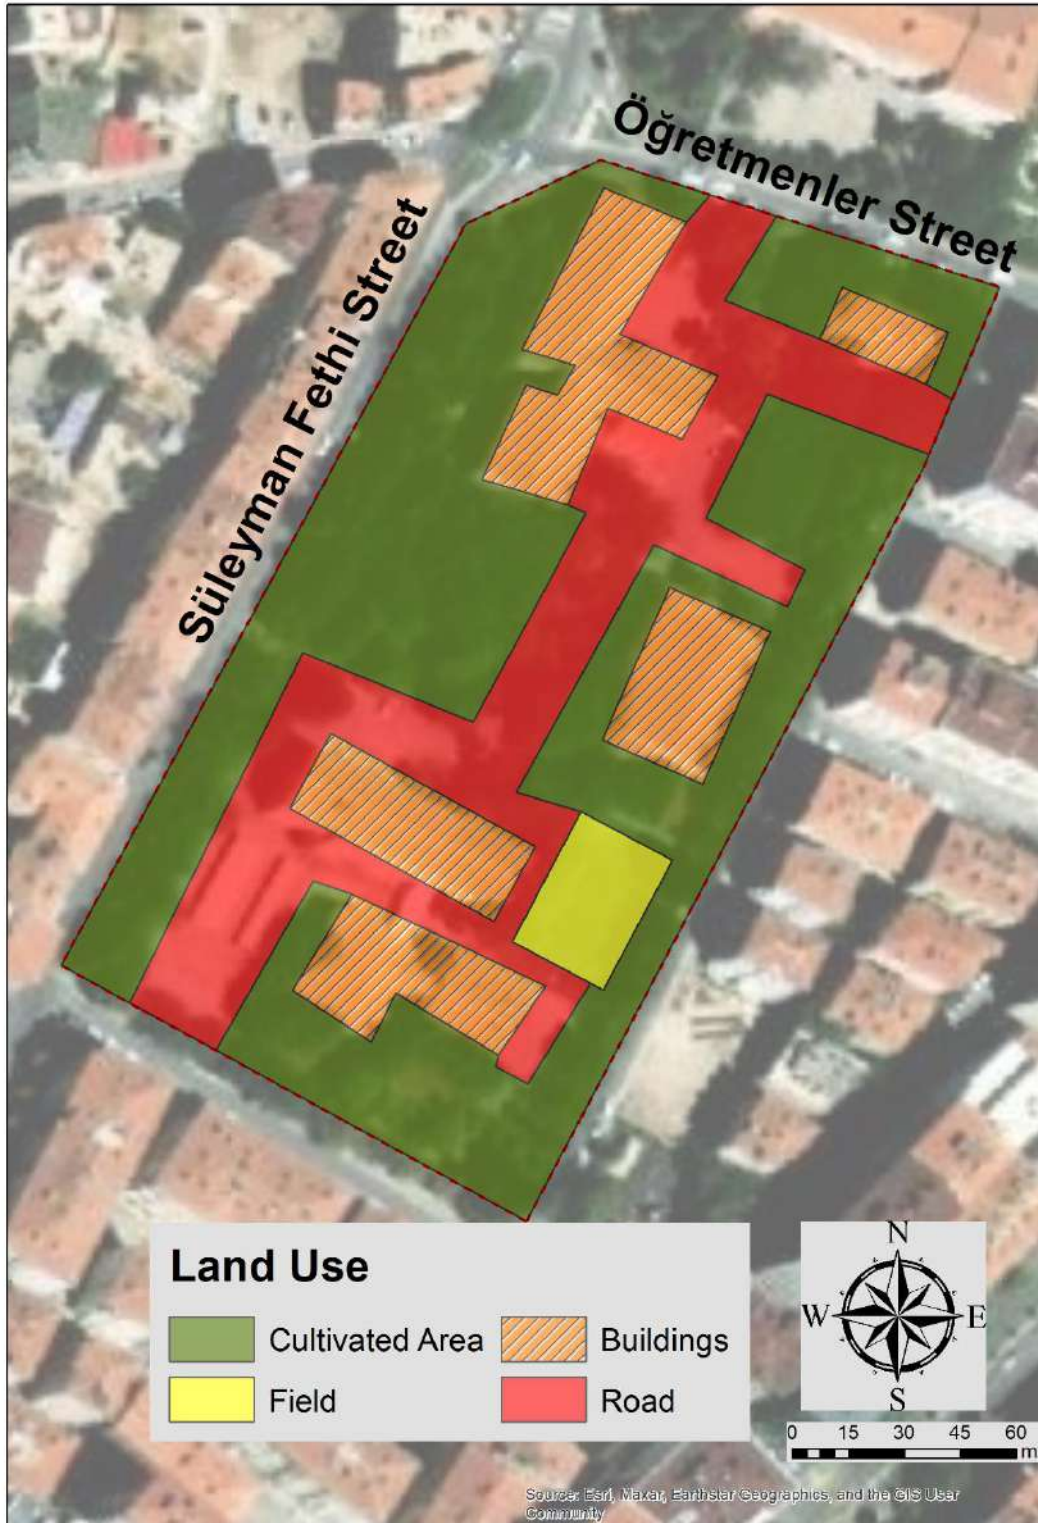 Öğretmenler Street
Süleyman Fethi Street
Land Use
Cultivated Area
Buildings
Field
Road
N
W
E
S
0 15 30 45 60
m
Source: Esri, Maxar, Earthstar Geographics, and the GIS User
Community